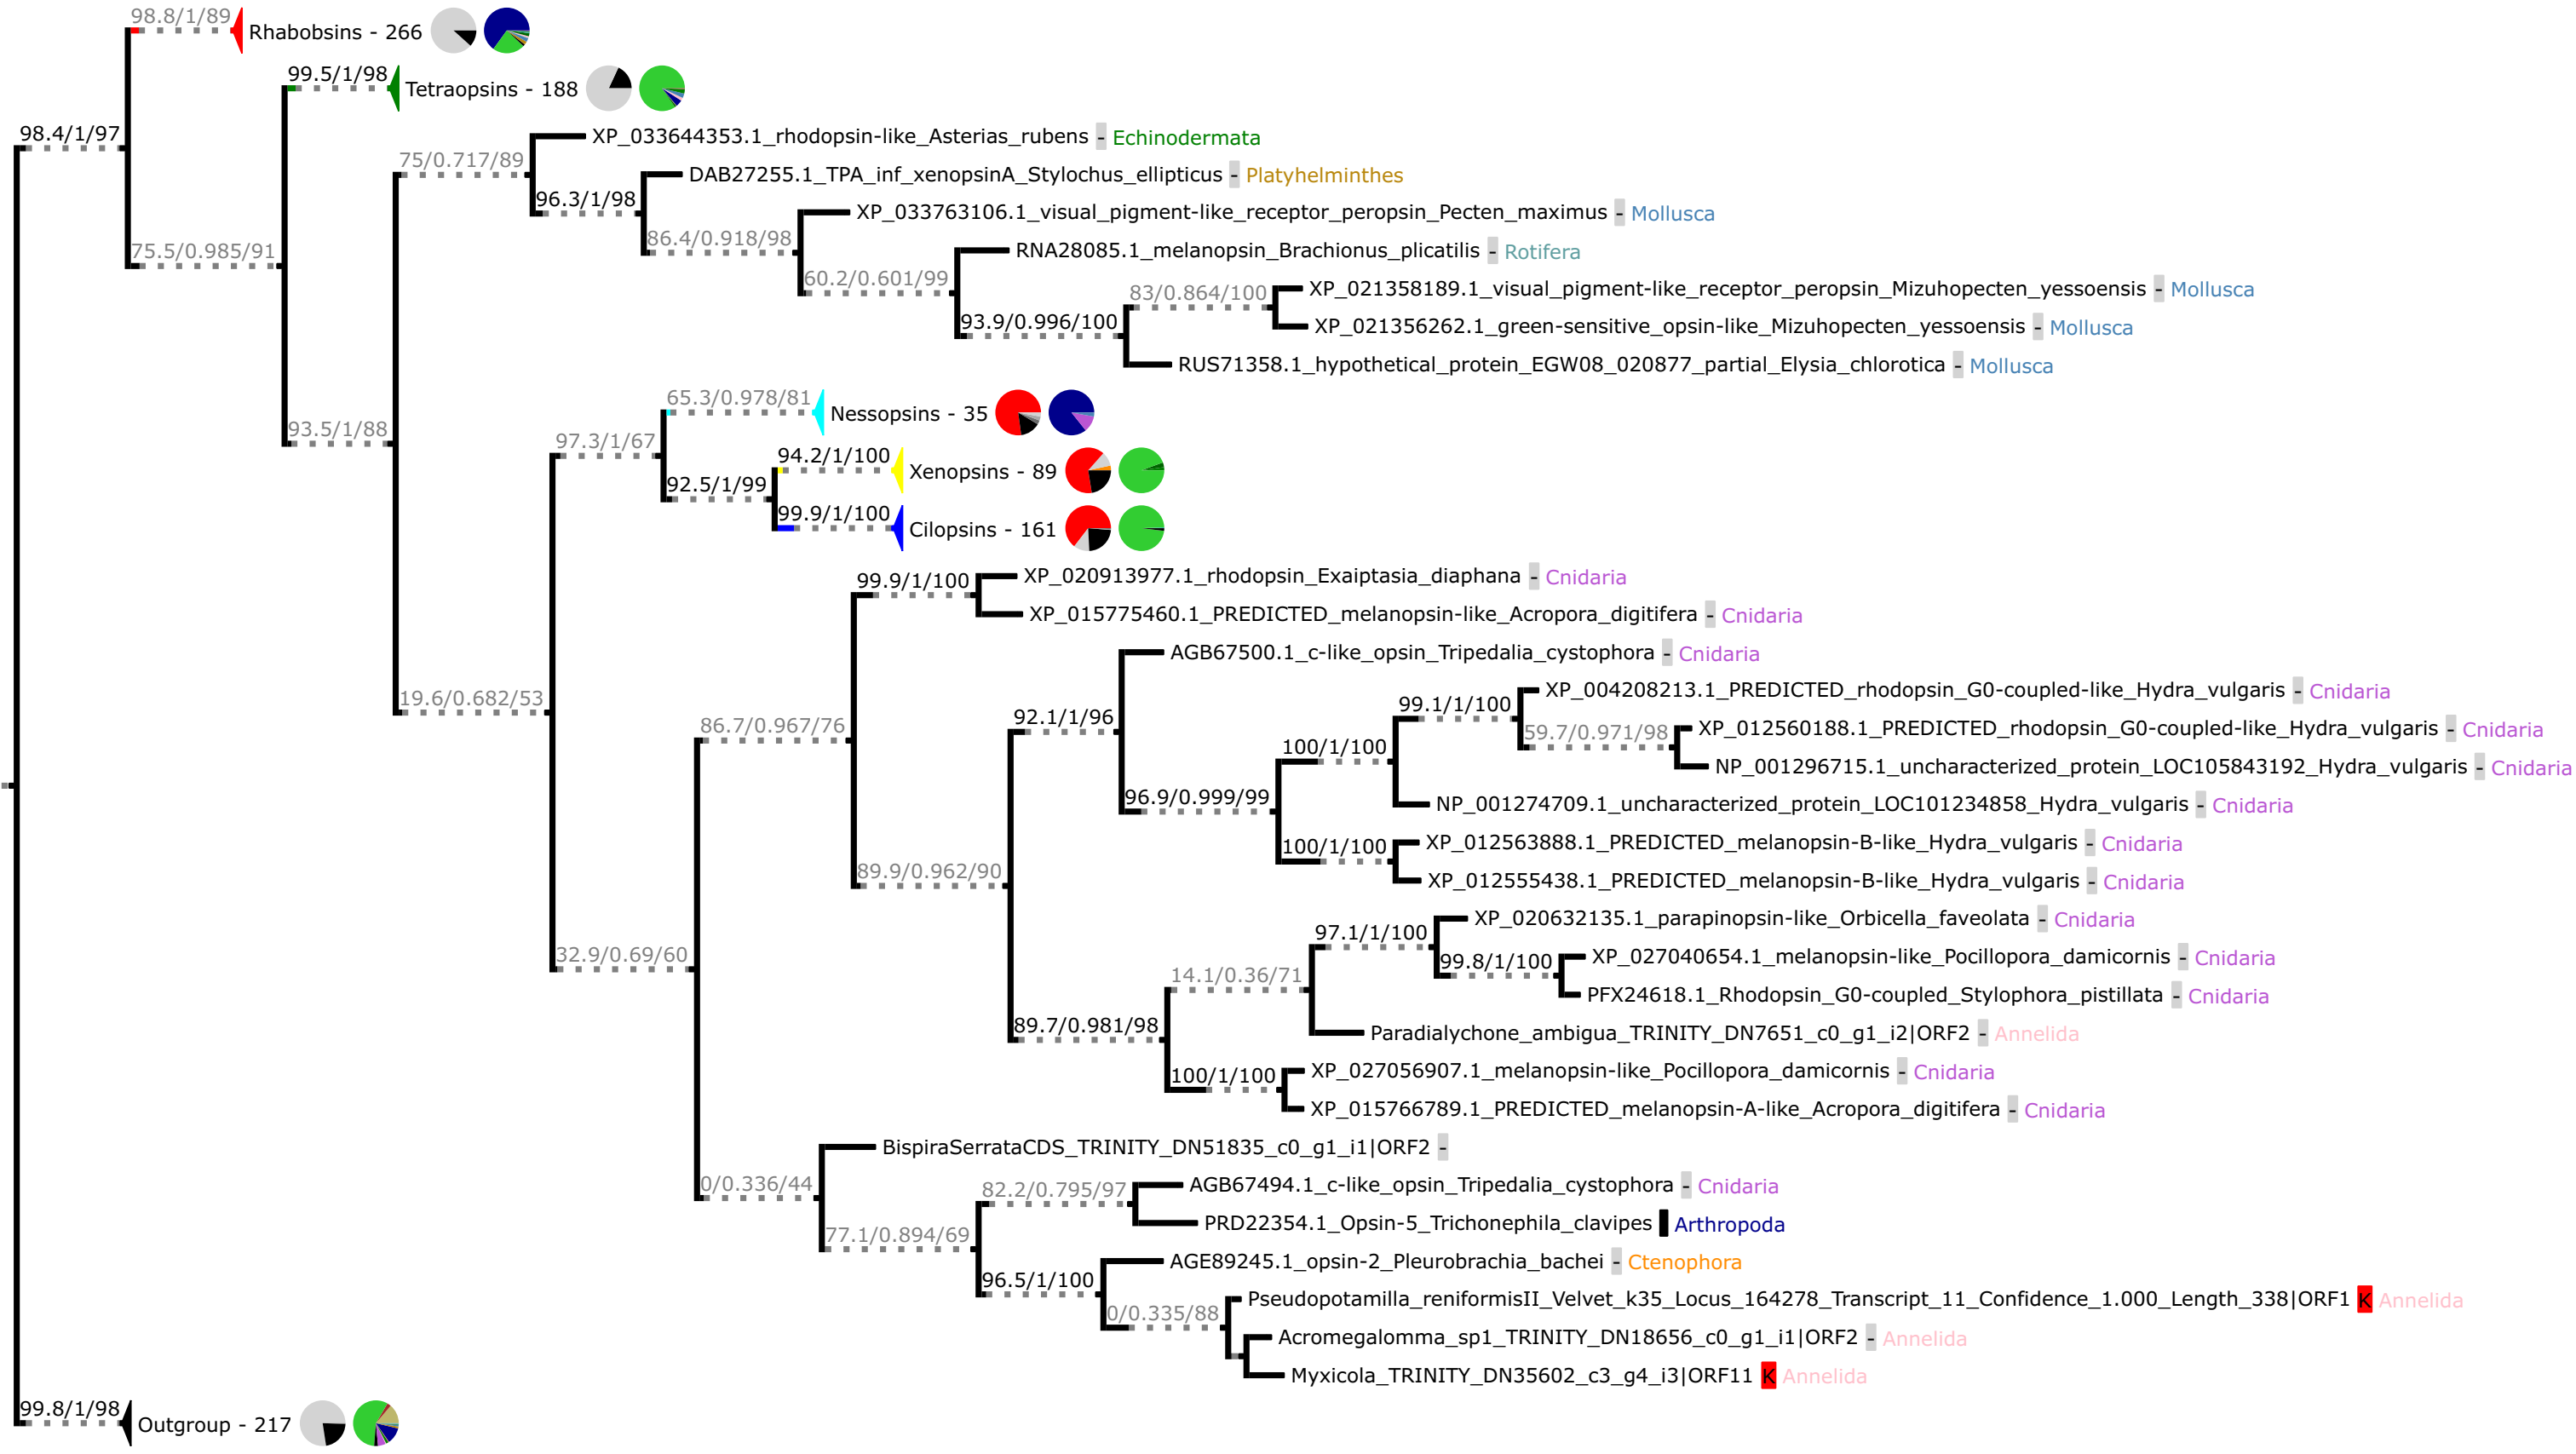 98.8/1/89
Rhabobsins - 266
99.5/1/98
Tetraopsins - 188
98.4/1/97
XP_033644353.1_rhodopsin-like_Asterias_rubens - Echinodermata
75/0.717/89
DAB27255.1_TPA_inf_xenopsinA_Stylochus_ellipticus - Platyhelminthes
96.3/1/98
XP_033763106.1_visual_pigment-like_receptor_peropsin_Pecten_maximus - Mollusca
86.4/0.918/98
75.5/0.985/91
RNA28085.1_melanopsin_Brachionus_plicatilis - Rotifera
60.2/0.601/99
XP_021358189.1_visual_pigment-like_receptor_peropsin_Mizuhopecten_yessoensis - Mollusca
83/0.864/100
93.9/0.996/100
XP_021356262.1_green-sensitive_opsin-like_Mizuhopecten_yessoensis - Mollusca
RUS71358.1_hypothetical_protein_EGW08_020877_partial_Elysia_chlorotica - Mollusca
65.3/0.978/81
Nessopsins - 35
93.5/1/88
97.3/1/67
94.2/1/100
Xenopsins - 89
92.5/1/99
99.9/1/100
Cilopsins - 161
XP_020913977.1_rhodopsin_Exaiptasia_diaphana - Cnidaria
99.9/1/100
XP_015775460.1_PREDICTED_melanopsin-like_Acropora_digitifera - Cnidaria
AGB67500.1_c-like_opsin_Tripedalia_cystophora - Cnidaria
19.6/0.682/53
XP_004208213.1_PREDICTED_rhodopsin_G0-coupled-like_Hydra_vulgaris - Cnidaria
99.1/1/100
92.1/1/96
86.7/0.967/76
XP_012560188.1_PREDICTED_rhodopsin_G0-coupled-like_Hydra_vulgaris - Cnidaria
59.7/0.971/98
100/1/100
NP_001296715.1_uncharacterized_protein_LOC105843192_Hydra_vulgaris - Cnidaria
96.9/0.999/99
NP_001274709.1_uncharacterized_protein_LOC101234858_Hydra_vulgaris - Cnidaria
XP_012563888.1_PREDICTED_melanopsin-B-like_Hydra_vulgaris - Cnidaria
100/1/100
89.9/0.962/90
XP_012555438.1_PREDICTED_melanopsin-B-like_Hydra_vulgaris - Cnidaria
XP_020632135.1_parapinopsin-like_Orbicella_faveolata - Cnidaria
97.1/1/100
32.9/0.69/60
XP_027040654.1_melanopsin-like_Pocillopora_damicornis - Cnidaria
99.8/1/100
14.1/0.36/71
PFX24618.1_Rhodopsin_G0-coupled_Stylophora_pistillata - Cnidaria
89.7/0.981/98
Paradialychone_ambigua_TRINITY_DN7651_c0_g1_i2|ORF2 - Annelida
XP_027056907.1_melanopsin-like_Pocillopora_damicornis - Cnidaria
100/1/100
XP_015766789.1_PREDICTED_melanopsin-A-like_Acropora_digitifera - Cnidaria
BispiraSerrataCDS_TRINITY_DN51835_c0_g1_i1|ORF2 -
0/0.336/44
AGB67494.1_c-like_opsin_Tripedalia_cystophora - Cnidaria
82.2/0.795/97
PRD22354.1_Opsin-5_Trichonephila_clavipes Arthropoda
77.1/0.894/69
AGE89245.1_opsin-2_Pleurobrachia_bachei - Ctenophora
96.5/1/100
Pseudopotamilla_reniformisII_Velvet_k35_Locus_164278_Transcript_11_Confidence_1.000_Length_338|ORF1 K Annelida
0/0.335/88
Acromegalomma_sp1_TRINITY_DN18656_c0_g1_i1|ORF2 - Annelida
Myxicola_TRINITY_DN35602_c3_g4_i3|ORF11 K Annelida
99.8/1/98
Outgroup - 217